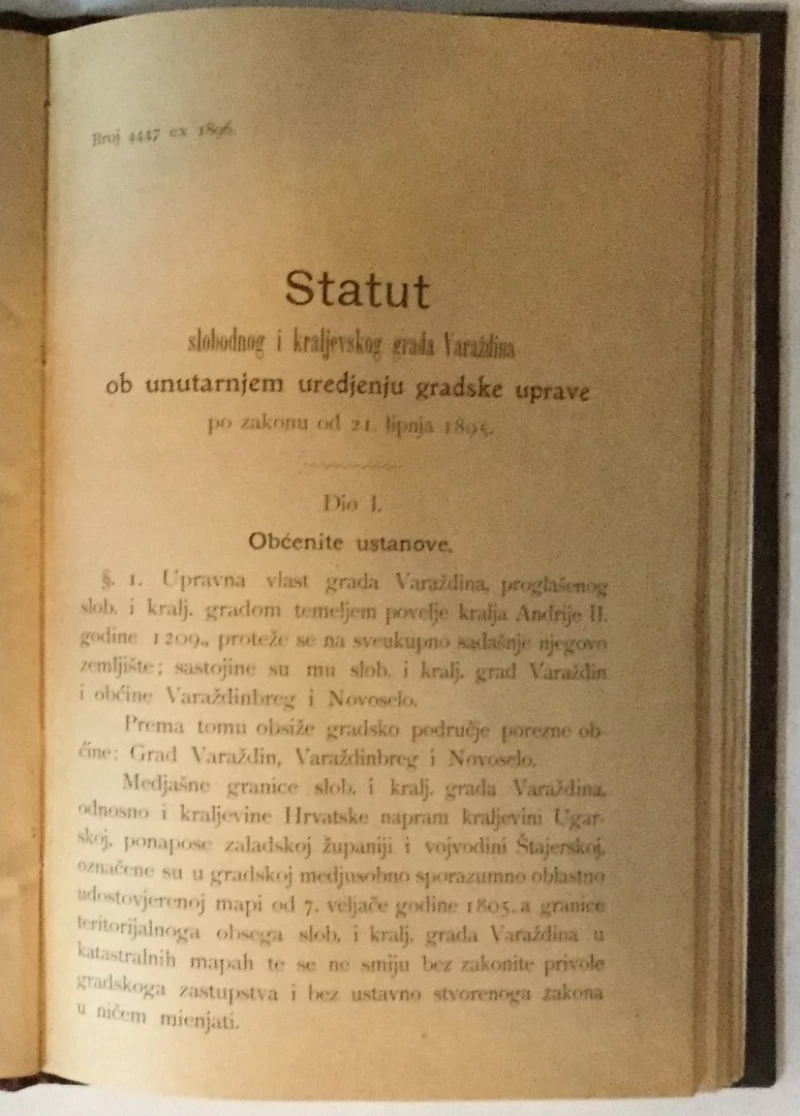 Broj 4447 ex 1896.
Statut
slobodnog i kraljevskog grada Varaždina
ob unutarnjem uredjenju gradske uprave
po zakonu od 21. lipnja 1895.
Dio I.
Obćenite ustanove.
§. 1. Upravna vlast grada Varaždina, proglašenog
slob. i kralj. gradom temeljem povelje kralja Andrije II.
godine 1209., proteže se na sveukupno sadašnje njegovo
zemljište; sastojine su mu slob. i kralj. grad Varaždin
i obćine Varaždinbreg i Novoselo.
Prema tomu obsiže gradsko područje porezne ob-
ćine: Grad Varaždin, Varaždinbreg i Novoselo.
Medjašne granice slob. i kralj. grada Varaždina,
odnosno i kraljevine Hrvatske napram kraljevini Ugar-
skoj, ponapose zaladskoj županiji i vojvodini Štajerskoj,
označene su u gradskoj medjusobno sporazumno oblastno
udostovjerenoj mapi od 7. veljače godine 1805. a granice
teritorijalnoga obsega slob. i kralj. grada Varaždina u
katastralnih mapah te se ne smiju bez zakonite privole
gradskoga zastupstva i bez ustavno stvorenoga zakona
u ničem mienjati.